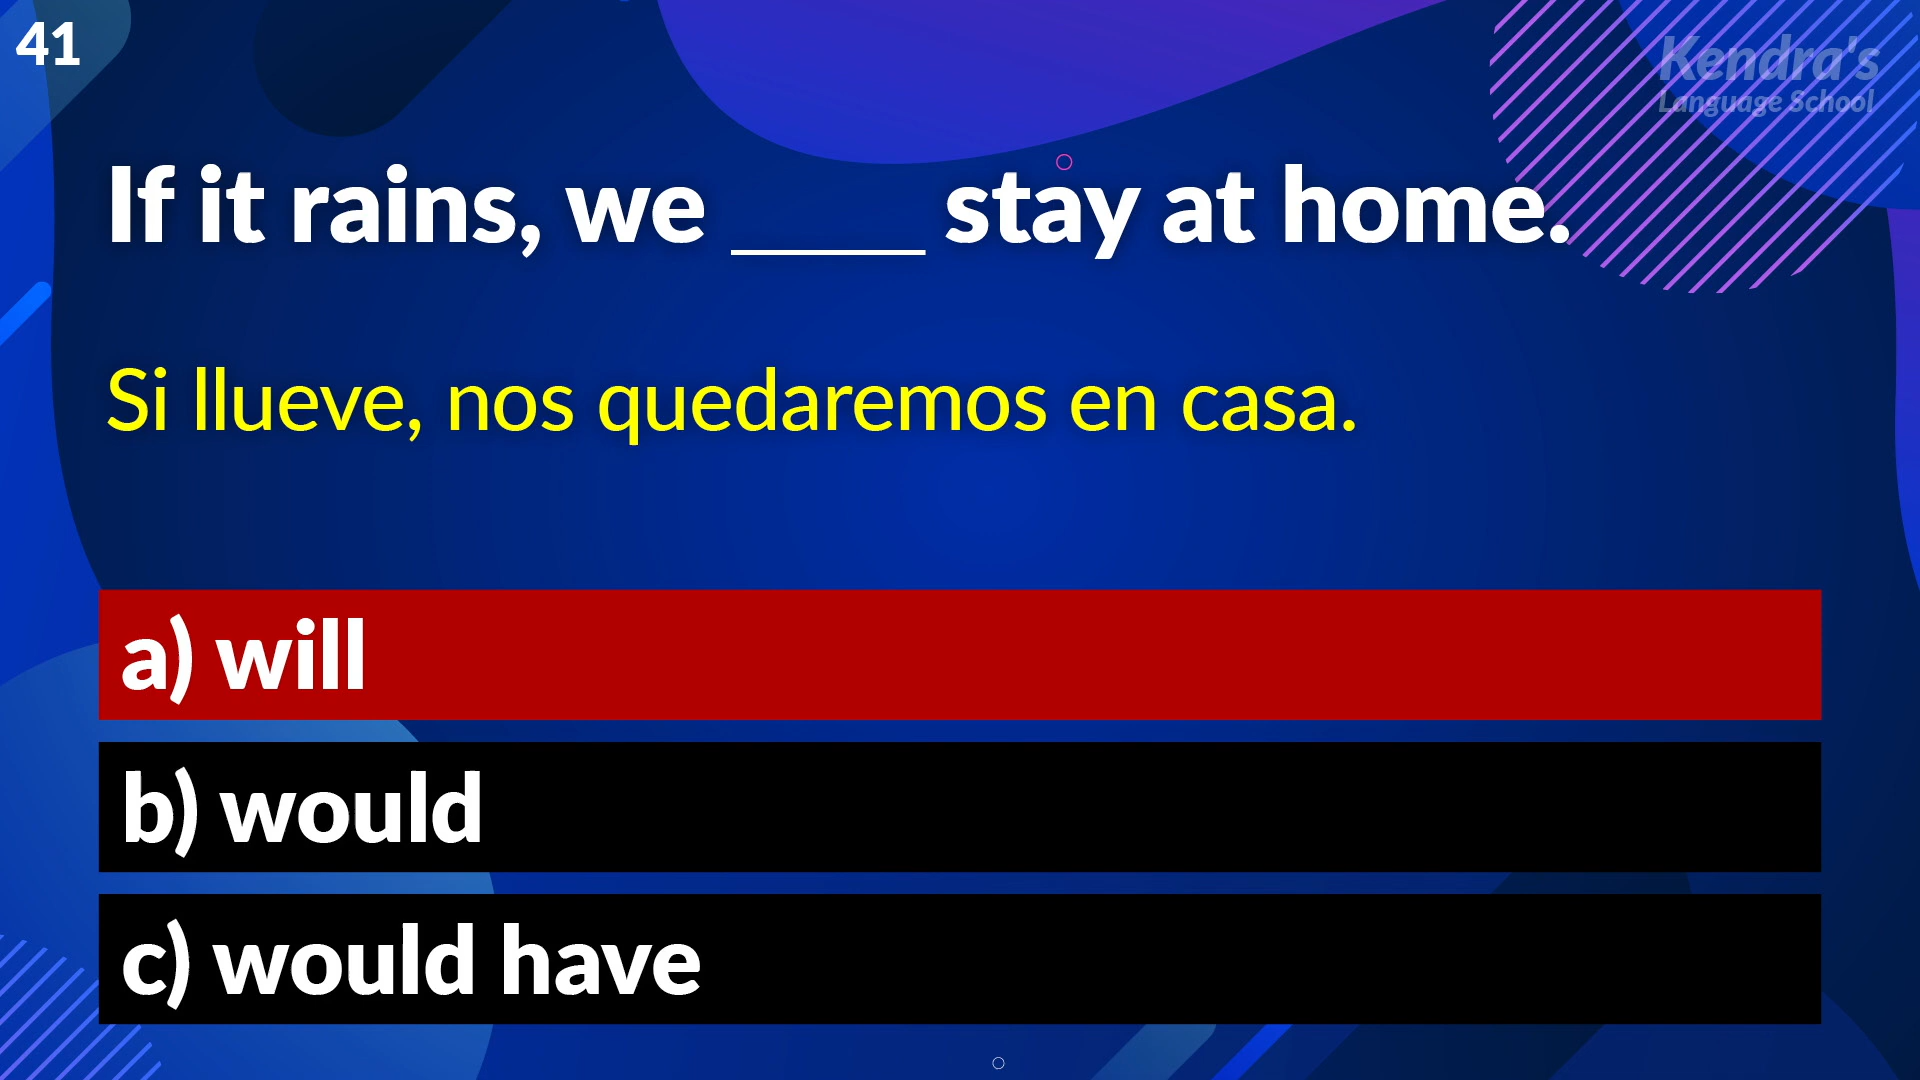 41
Kendra's
Language School
If it rains, we ____ stay at home.
Si llueve, nos quedaremos en casa.
a) will
b) would
c) would have